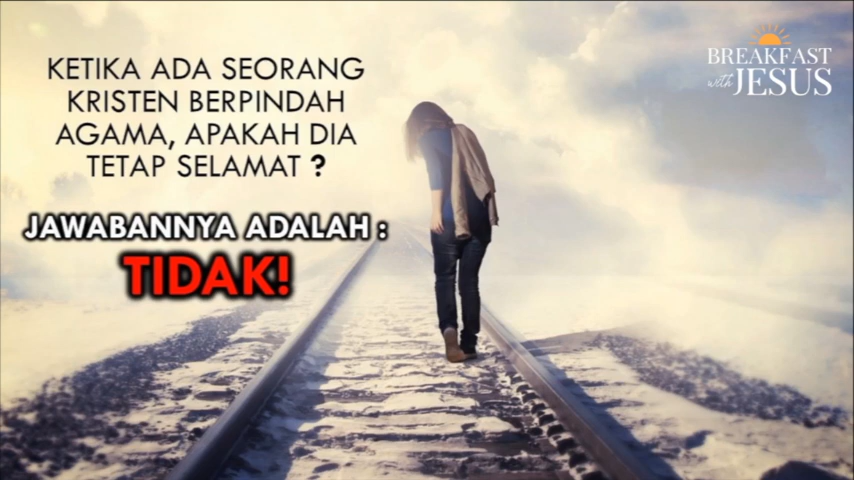 KETIKA ADA SEORANG
KRISTEN BERPINDAH
AGAMA, APAKAH DIA
TETAP SELAMAT ?
JAWABANNYA ADALAH :
TIDAK!
BREAKFAST
with JESUS